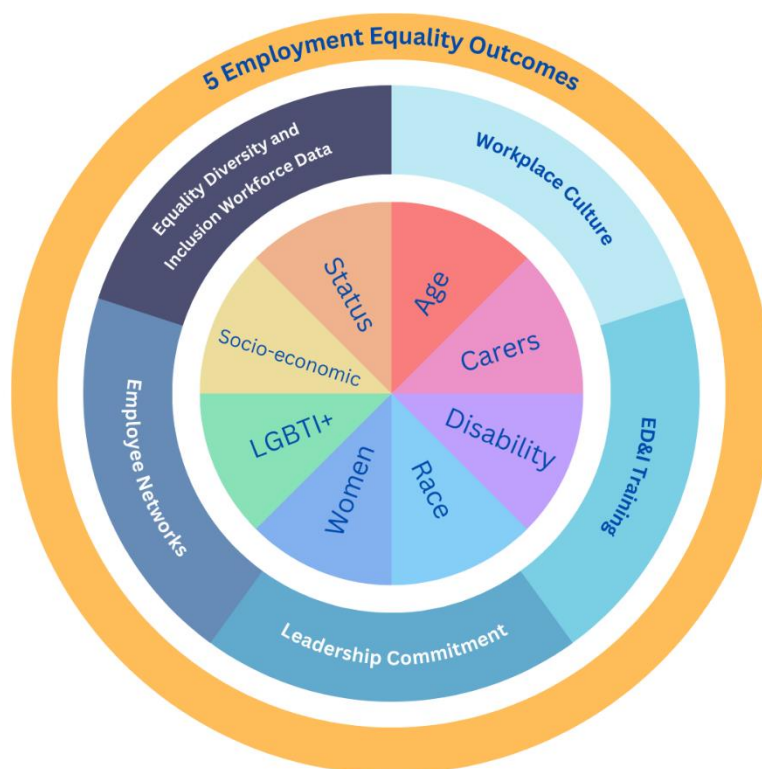 5 Employment Equality Outcomes
Workplace Culture
ED&I Training
Leadership Commitment
Employee Networks
Equality Diversity and
Inclusion Workforce Data
Age
Carers
Disability
Race
Women
LGBTI+
Socio-economic
Status